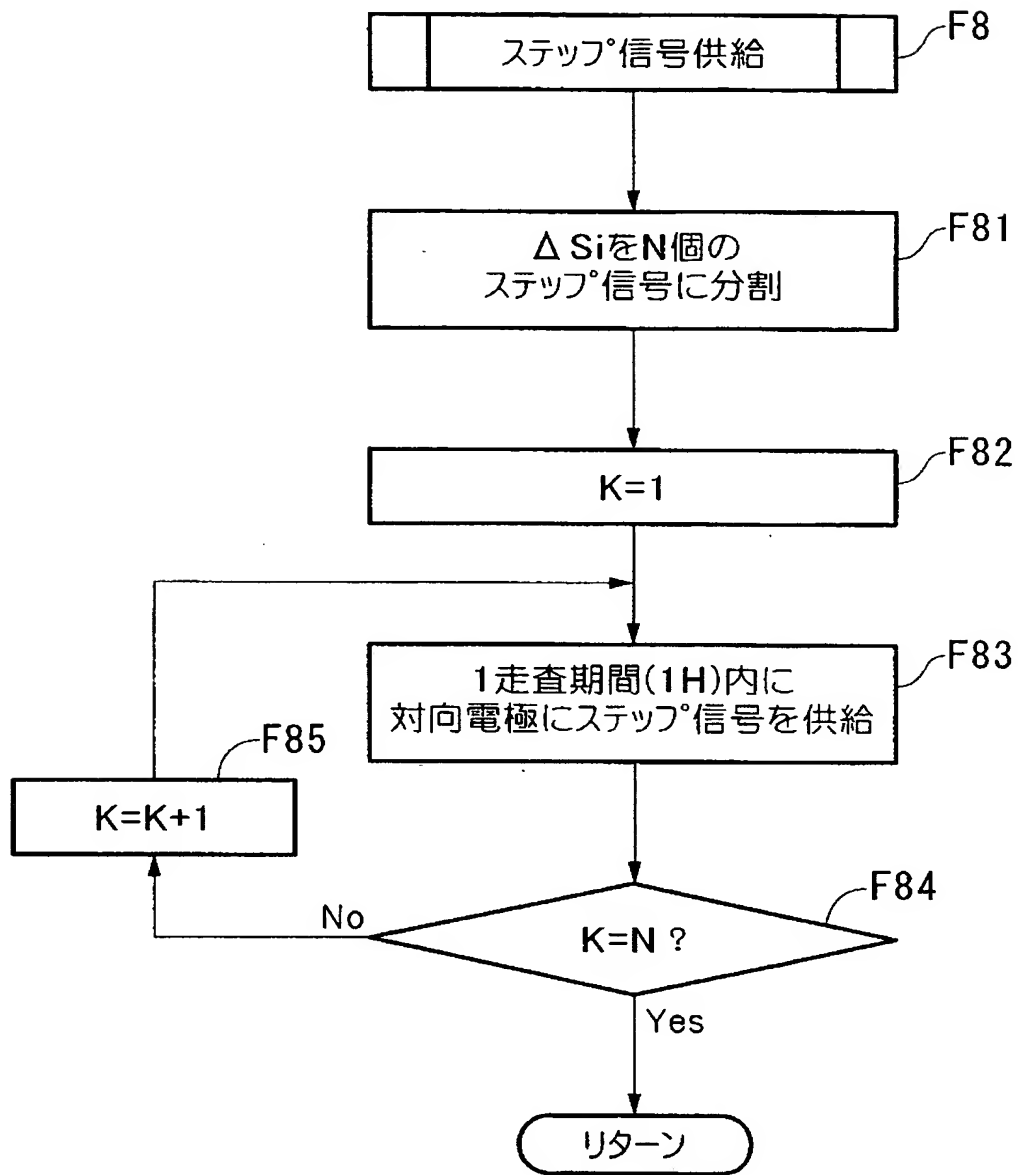 F8
ステップ信号供給
F81
Δ SiをN個の
ステップ信号に分割
F82
K=1
F83
1走査期間(1H)内に
対向電極にステップ信号を供給
F85
K=K+1
F84
No
K=N ?
Yes
リターン